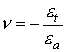 ν = − ε_t / ε_a